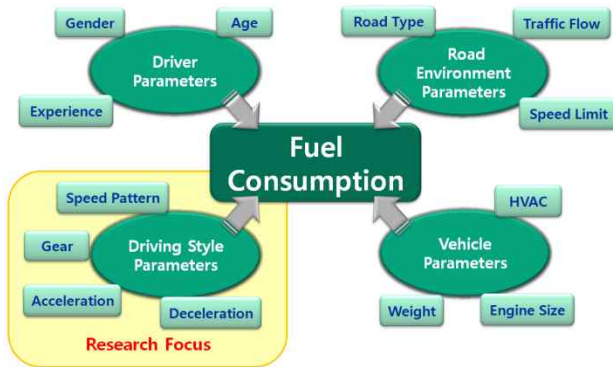 Gender
Age
Driver
Parameters
Experience
Road Type
Traffic Flow
Road
Environment
Parameters
Speed Limit
Fuel
Consumption
Speed Pattern
Gear
Driving Style
Parameters
Acceleration
Deceleration
Research Focus
HVAC
Vehicle
Parameters
Weight
Engine Size